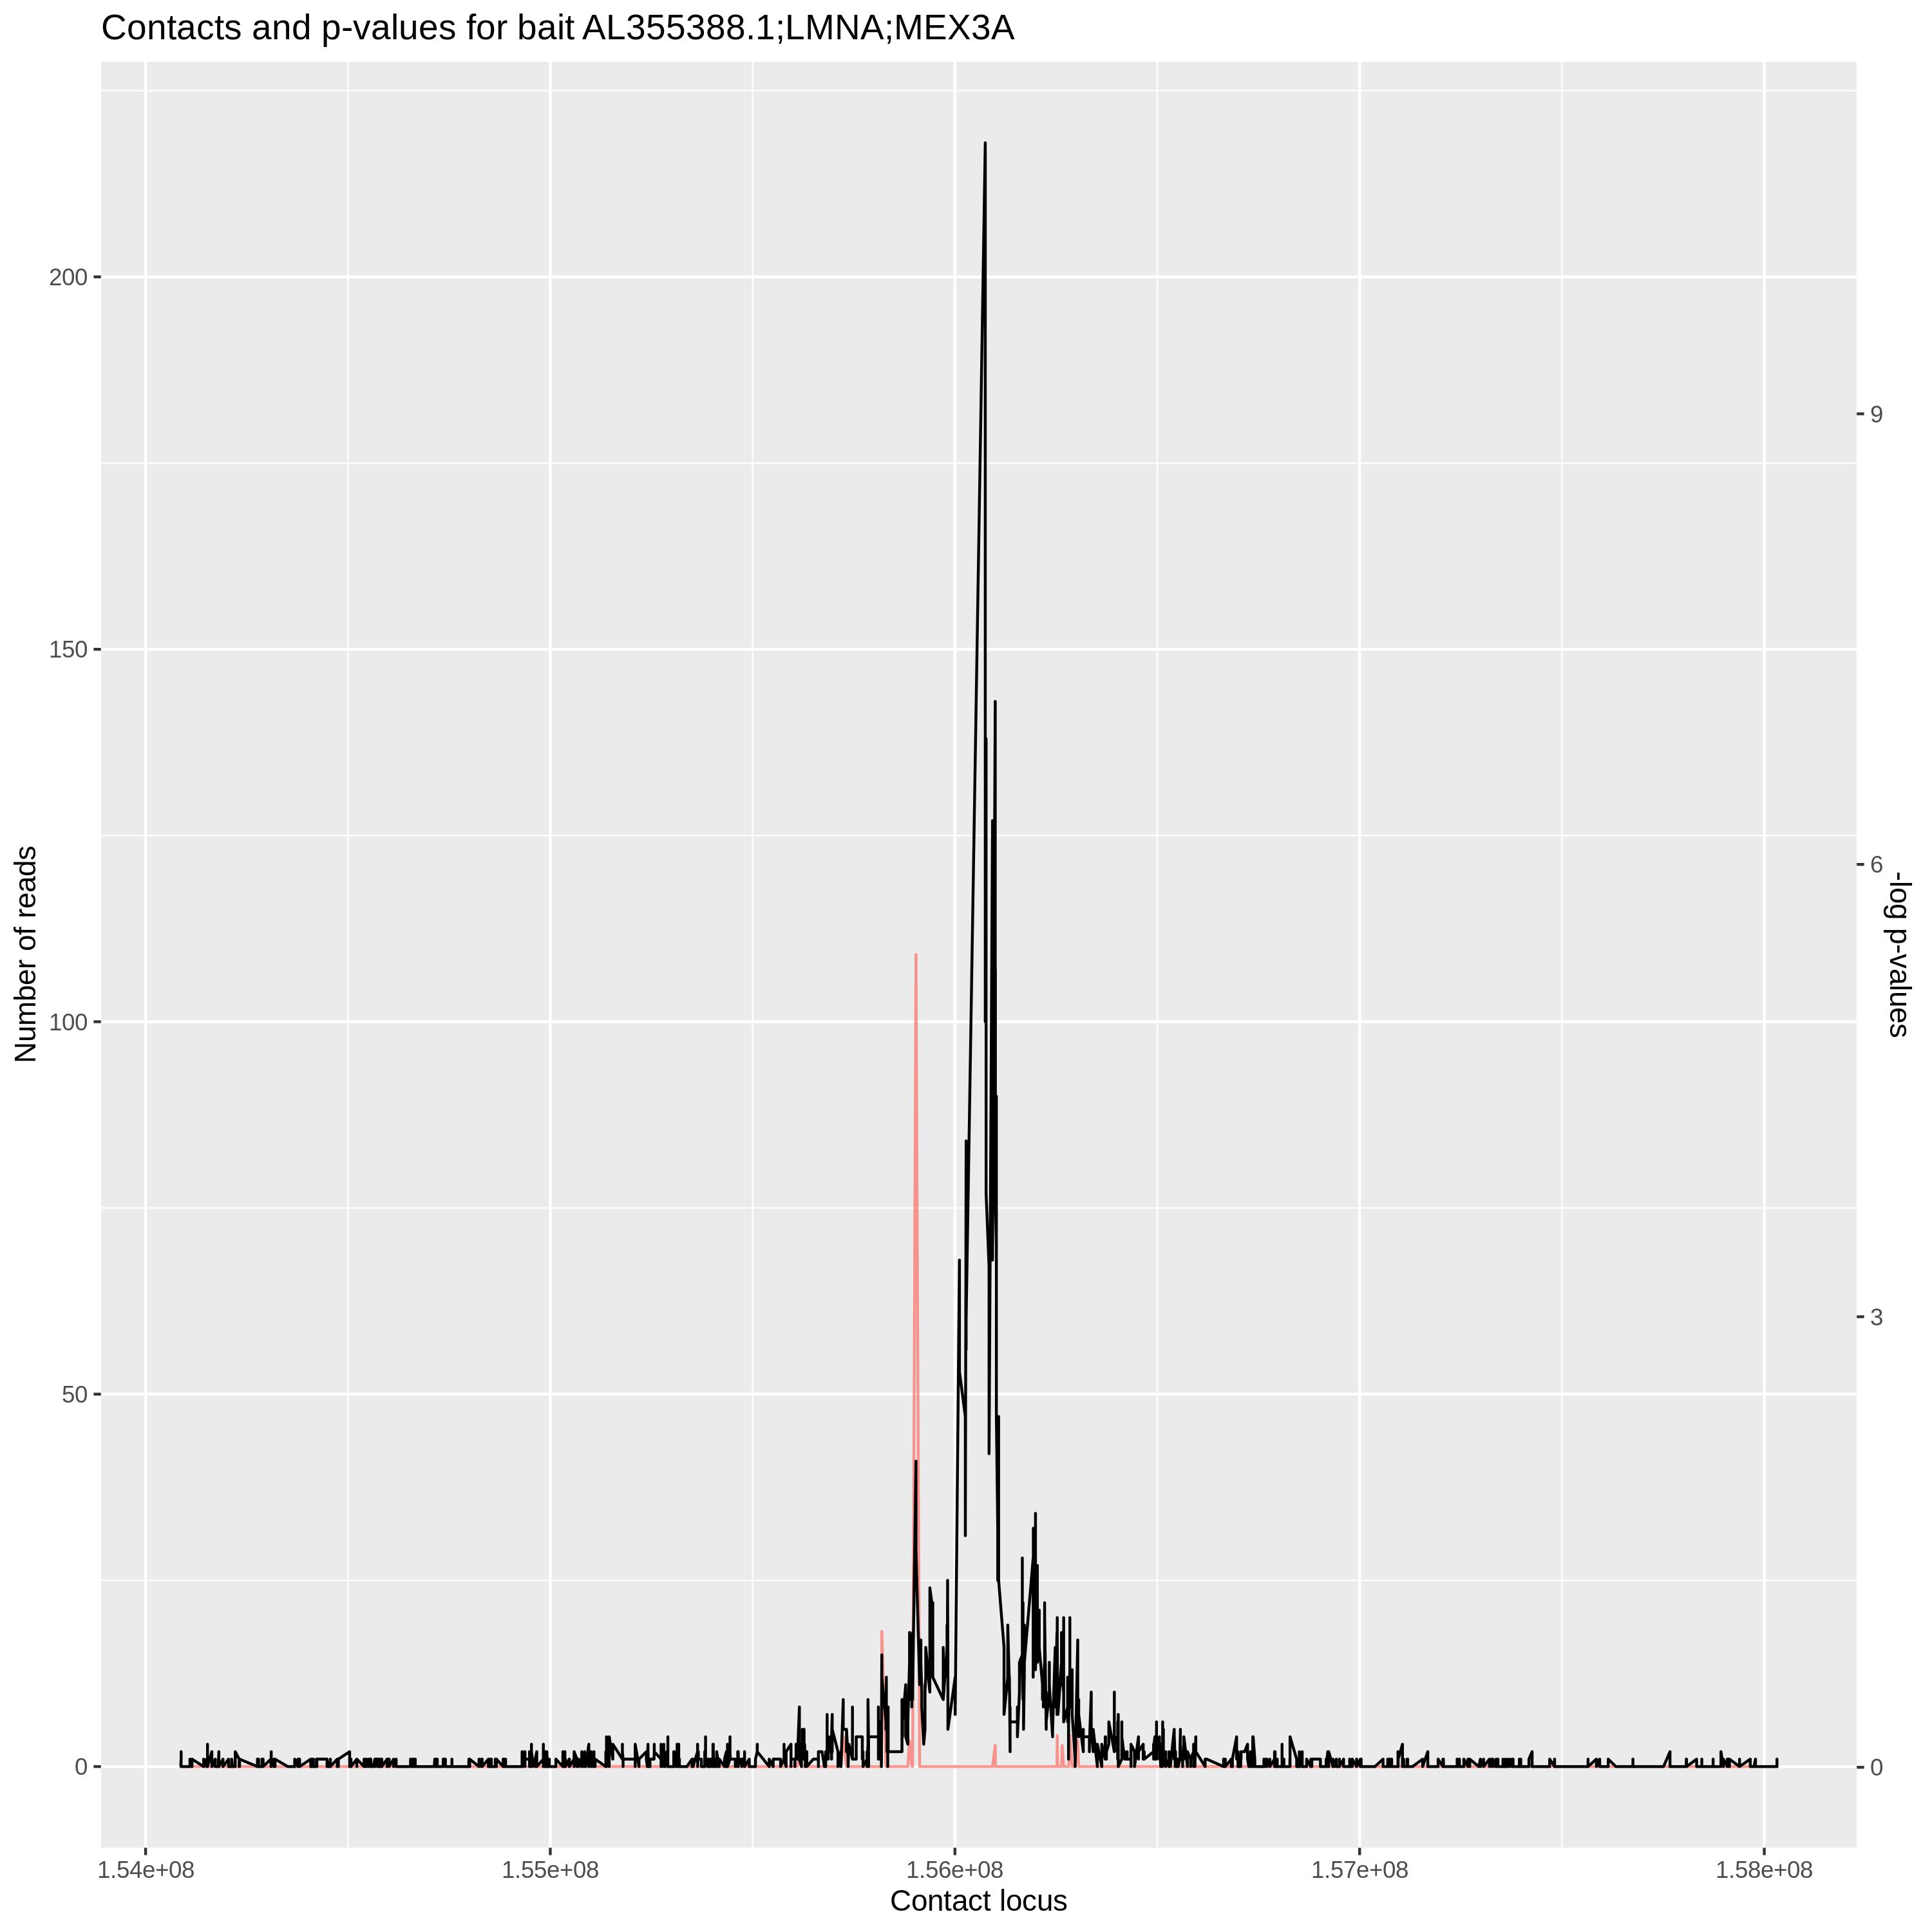 Contacts and p-values for bait AL355388.1;LMNA;MEX3A
200
150
100
50
0
Number of reads
9
6
3
0
-log p-values
1.54e+08
1.55e+08
1.56e+08
1.57e+08
1.58e+08
Contact locus